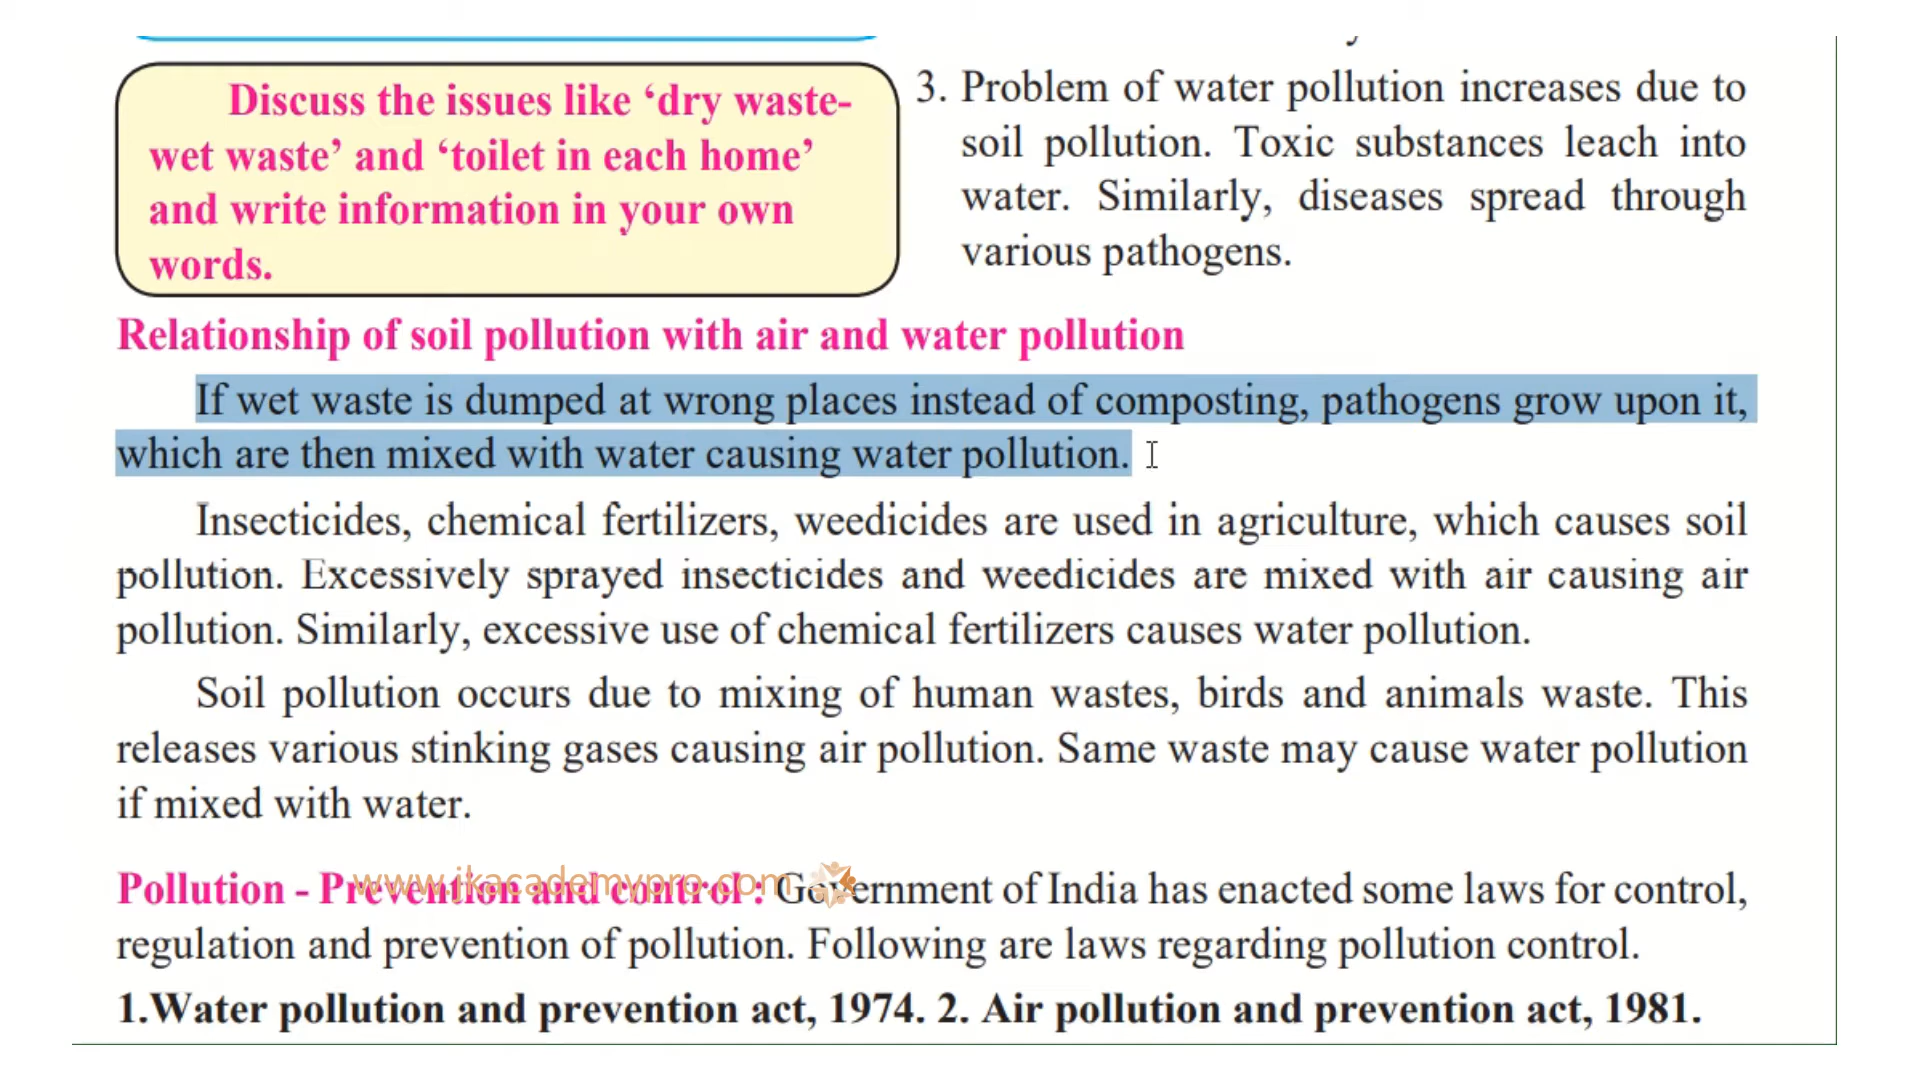 Discuss the issues like ‘dry waste-
wet waste’ and ‘toilet in each home’
and write information in your own
words.
3. Problem of water pollution increases due to
soil pollution. Toxic substances leach into
water. Similarly, diseases spread through
various pathogens.
Relationship of soil pollution with air and water pollution
If wet waste is dumped at wrong places instead of composting, pathogens grow upon it,
which are then mixed with water causing water pollution.
Insecticides, chemical fertilizers, weedicides are used in agriculture, which causes soil
pollution. Excessively sprayed insecticides and weedicides are mixed with air causing air
pollution. Similarly, excessive use of chemical fertilizers causes water pollution.
Soil pollution occurs due to mixing of human wastes, birds and animals waste. This
releases various stinking gases causing air pollution. Same waste may cause water pollution
if mixed with water.
Pollution - Prevention and control : Government of India has enacted some laws for control,
www.jkacademypro.com
regulation and prevention of pollution. Following are laws regarding pollution control.
1.Water pollution and prevention act, 1974. 2. Air pollution and prevention act, 1981.